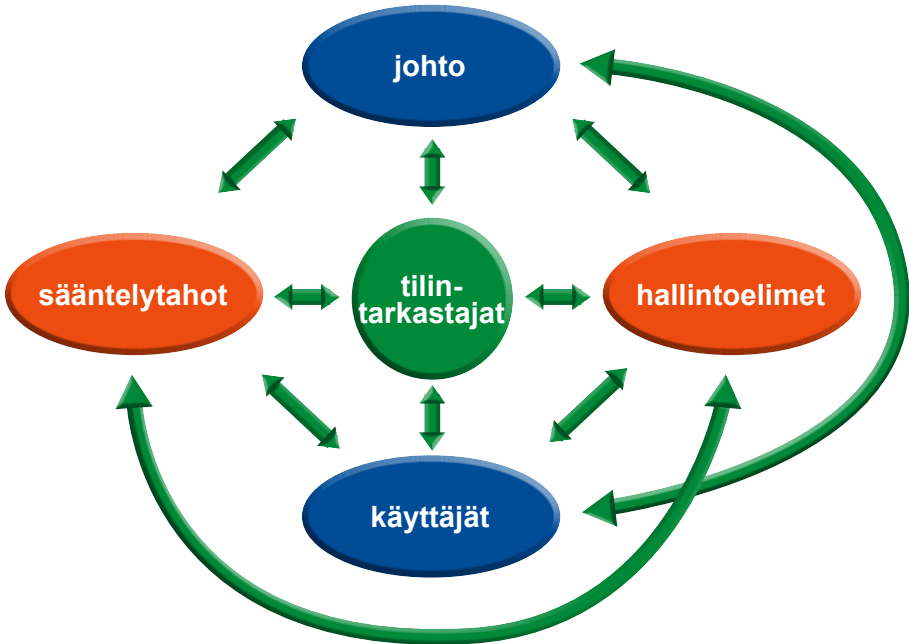 johto
sääntelytahot
tilin-
tarkastajat
hallintoelimet
käyttäjät